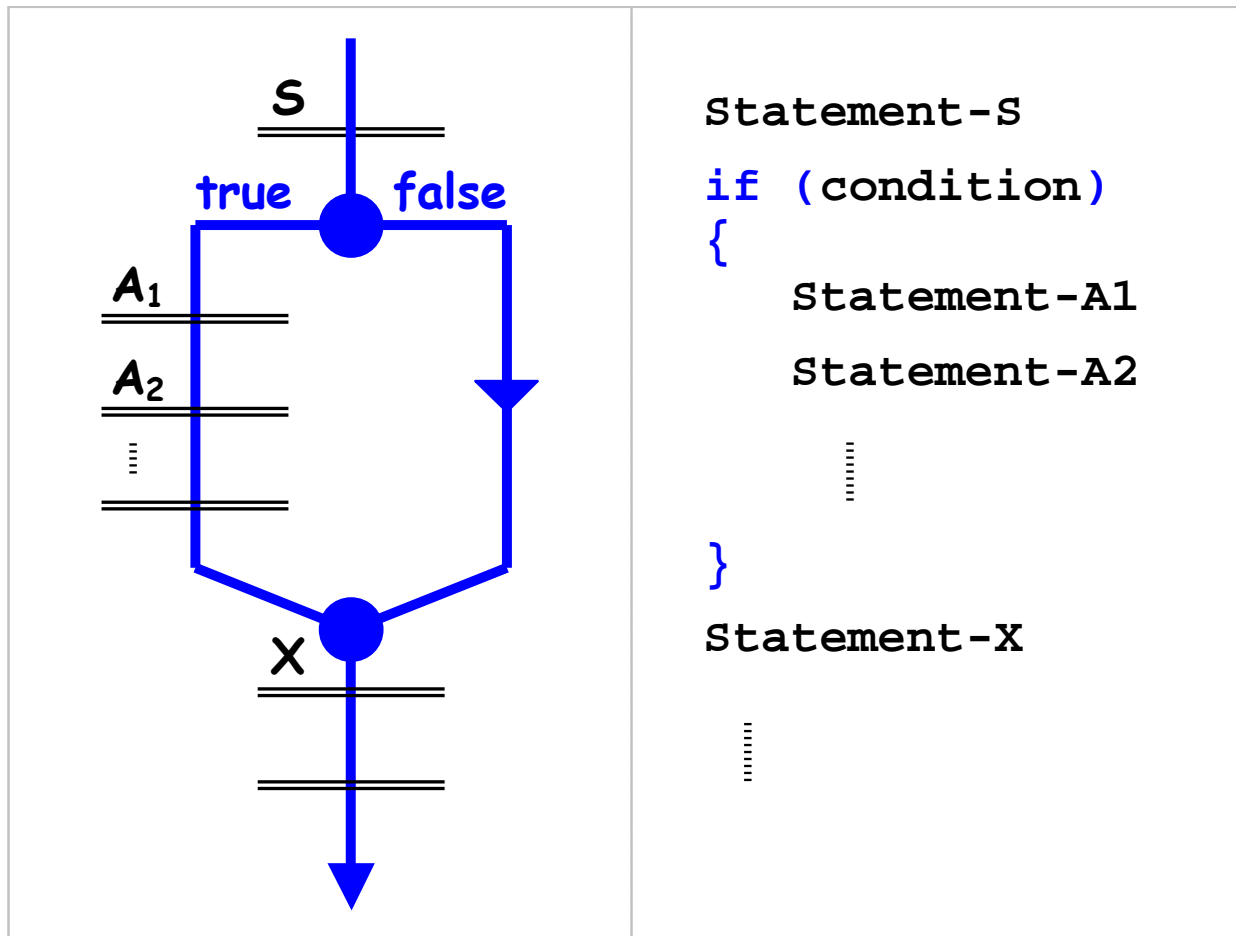 S
true false
A₁
A₂
X
Statement-S
if (condition)
{
Statement-A1
Statement-A2
}
Statement-X